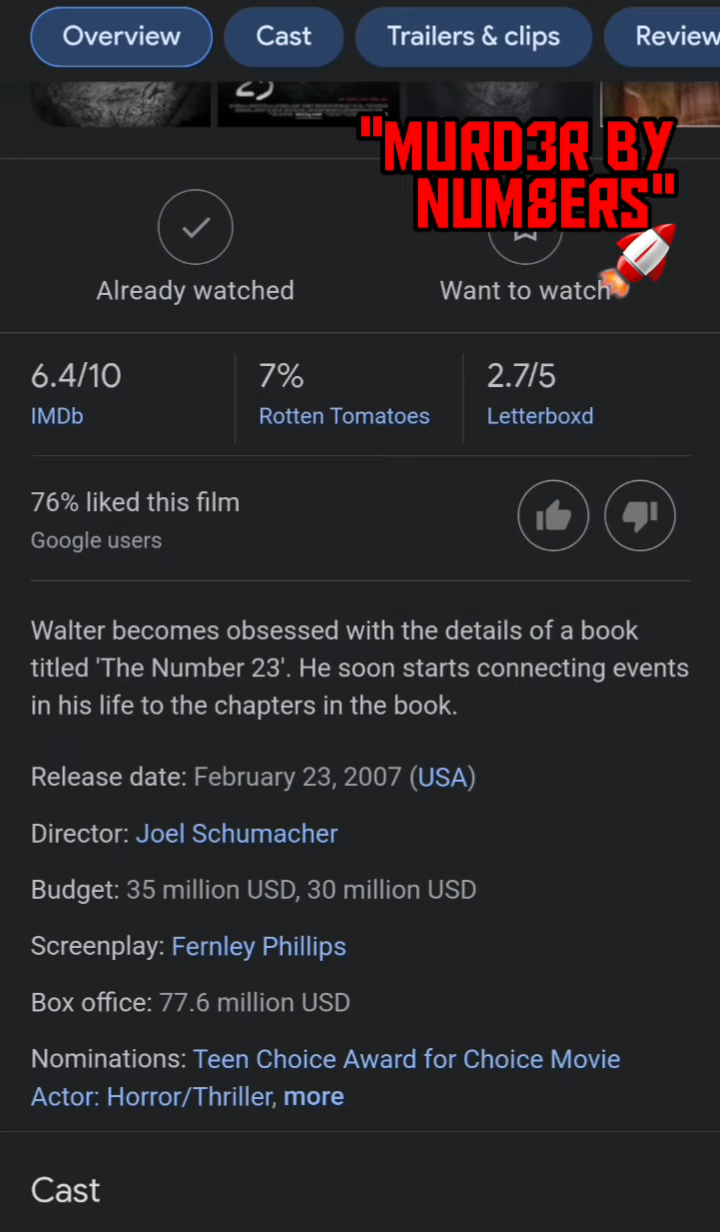 Overview Cast Trailers & clips Review
23
"MURD3R BY
NUM8ERS"
Already watched Want to watch
6.4/10 7% 2.7/5
IMDb Rotten Tomatoes Letterboxd
76% liked this film
Google users
Walter becomes obsessed with the details of a book
titled 'The Number 23'. He soon starts connecting events
in his life to the chapters in the book.
Release date: February 23, 2007 (USA)
Director: Joel Schumacher
Budget: 35 million USD, 30 million USD
Screenplay: Fernley Phillips
Box office: 77.6 million USD
Nominations: Teen Choice Award for Choice Movie
Actor: Horror/Thriller, more
Cast